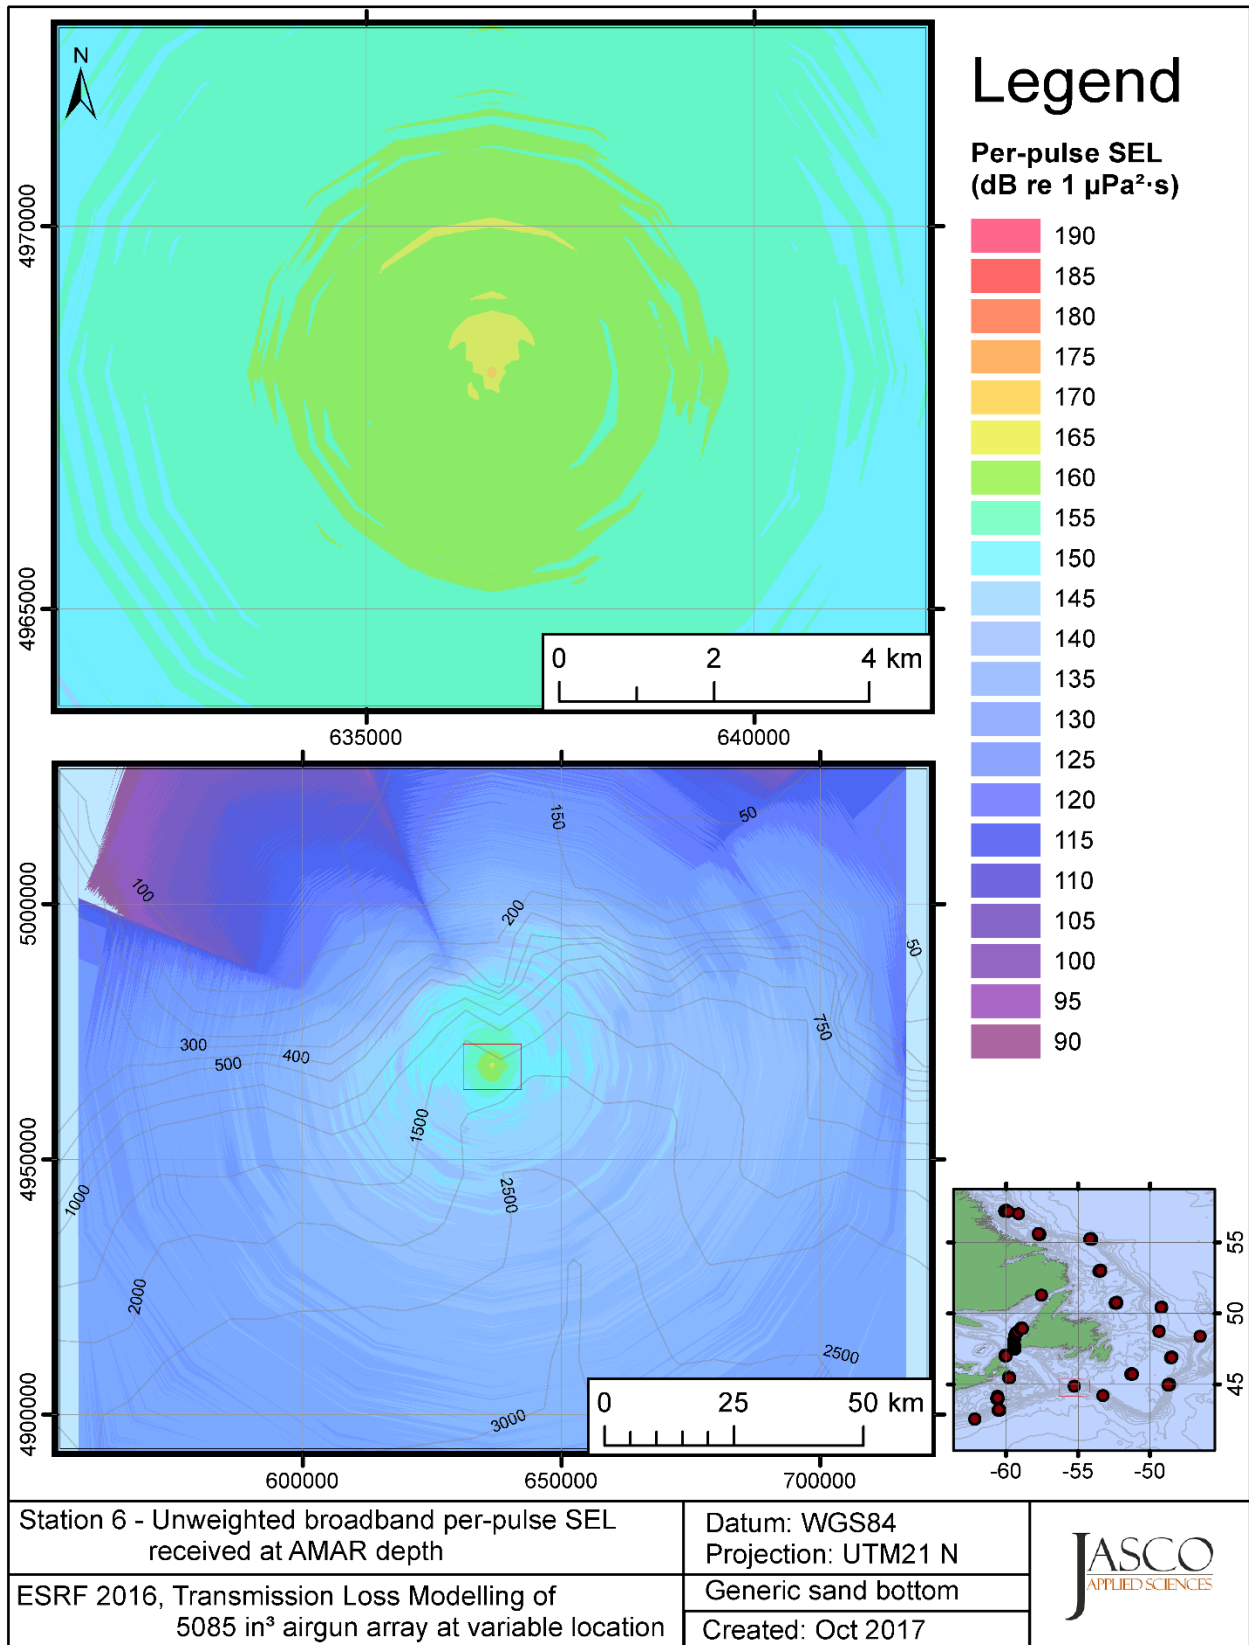 N
4970000
4965000
0 2 4 km
635000 640000
Legend
Per-pulse SEL
(dB re 1 µPa²·s)
190
185
180
175
170
165
160
155
150
145
140
135
130
125
120
115
110
105
100
95
90
5000000
4950000
4900000
150
50
100
200
50
300
500
400
750
1500
1000
2500
2000
2500
3000
0 25 50 km
600000 650000 700000
55
50
45
-60 -55 -50
Station 6 - Unweighted broadband per-pulse SEL
received at AMAR depth
ESRF 2016, Transmission Loss Modelling of
5085 in³ airgun array at variable location
Datum: WGS84
Projection: UTM21 N
Generic sand bottom
Created: Oct 2017
JASCO
APPLIED SCIENCES